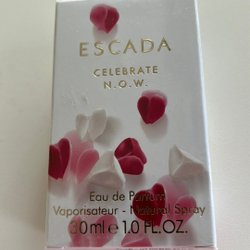 ESCADA
CELEBRATE
N.O.W.
Eau de Parfum
Vaporisateur - Natural Spray
30ml e 1.0 FL.OZ.